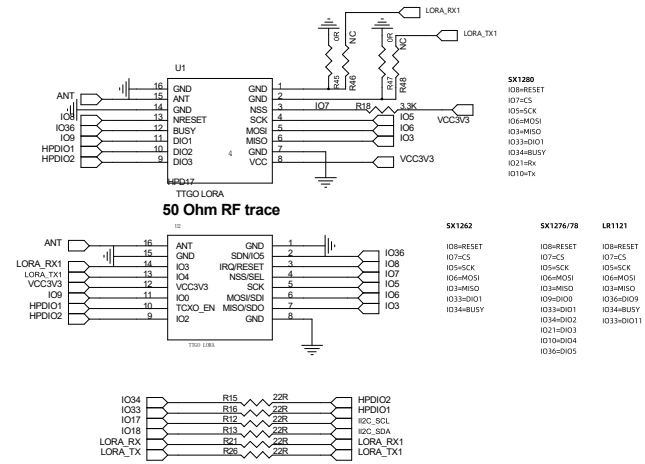 LORA_RX1
LORA_TX1
0R
NC
0R
NC
R45
R46
R47
R48
U1
ANT
IO8
IO36
IO9
HPDIO1
HPDIO2
16 GND GND 1
15 ANT GND 2
14 GND NSS 3
13 NRESET SCK 4
12 BUSY MOSI 5
11 DIO1 MISO 6
10 DIO2 GND 7
9 DIO3 VCC 8
IO7 R18 3.3K
VCC3V3
IO5
IO6
IO3
VCC3V3
HPD17
TTGO LORA
SX1280
IO8=RESET
IO7=CS
IO5=SCK
IO6=MOSI
IO3=MISO
IO33=DIO1
IO34=BUSY
IO21=Rx
IO10=Tx
50 Ohm RF trace
U2
ANT
LORA_RX1
LORA_TX1
VCC3V3
IO9
HPDIO1
HPDIO2
16 ANT GND 1
15 GND SDN/IO5 2
14 IO3 IRQ/RESET 3
13 IO4 NSS/SEL 4
12 VCC3V3 SCK 5
11 IO0 MOSI/SDI 6
10 TCXO_EN MISO/SDO 7
9 IO2 GND 8
IO36
IO8
IO7
IO5
IO6
IO3
TTGO LORA
SX1262
IO8=RESET
IO7=CS
IO5=SCK
IO6=MOSI
IO3=MISO
IO33=DIO1
IO34=BUSY
SX1276/78
IO8=RESET
IO7=CS
IO5=SCK
IO6=MOSI
IO3=MISO
IO9=DIO0
IO33=DIO1
IO34=DIO2
IO21=DIO3
IO10=DIO4
IO36=DIO5
LR1121
IO8=RESET
IO7=CS
IO5=SCK
IO6=MOSI
IO3=MISO
IO36=DIO9
IO34=BUSY
IO33=DIO11
IO34 R15 22R HPDIO2
IO33 R16 22R HPDIO1
IO17 R12 22R II2C_SCL
IO18 R13 22R II2C_SDA
LORA_RX R21 22R LORA_RX1
LORA_TX R26 22R LORA_TX1